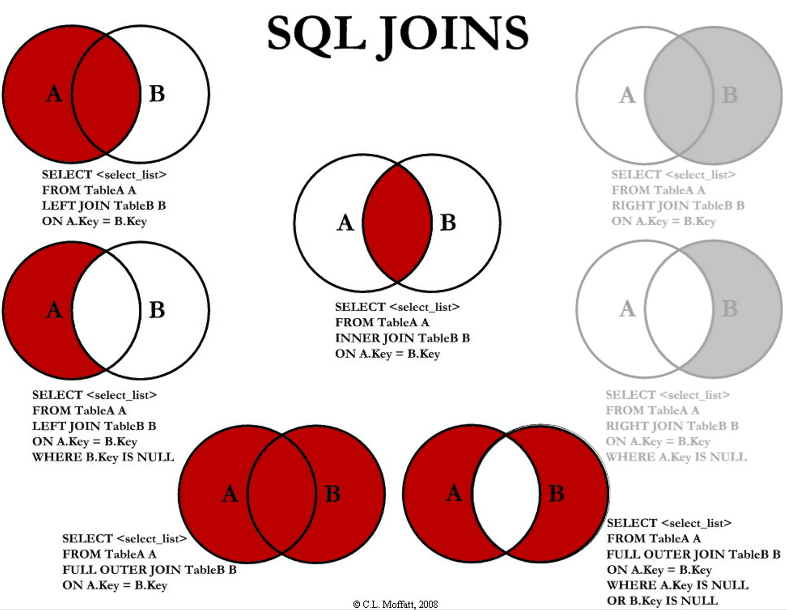 SQL JOINS
A B
SELECT <select_list>
FROM TableA A
LEFT JOIN TableB B
ON A.Key = B.Key
A B
SELECT <select_list>
FROM TableA A
RIGHT JOIN TableB B
ON A.Key = B.Key
A B
SELECT <select_list>
FROM TableA A
INNER JOIN TableB B
ON A.Key = B.Key
A B
SELECT <select_list>
FROM TableA A
LEFT JOIN TableB B
ON A.Key = B.Key
WHERE B.Key IS NULL
A B
SELECT <select_list>
FROM TableA A
RIGHT JOIN TableB B
ON A.Key = B.Key
WHERE A.Key IS NULL
A B
SELECT <select_list>
FROM TableA A
FULL OUTER JOIN TableB B
ON A.Key = B.Key
A B
SELECT <select_list>
FROM TableA A
FULL OUTER JOIN TableB B
ON A.Key = B.Key
WHERE A.Key IS NULL
OR B.Key IS NULL
© C.L. Moffatt, 2008